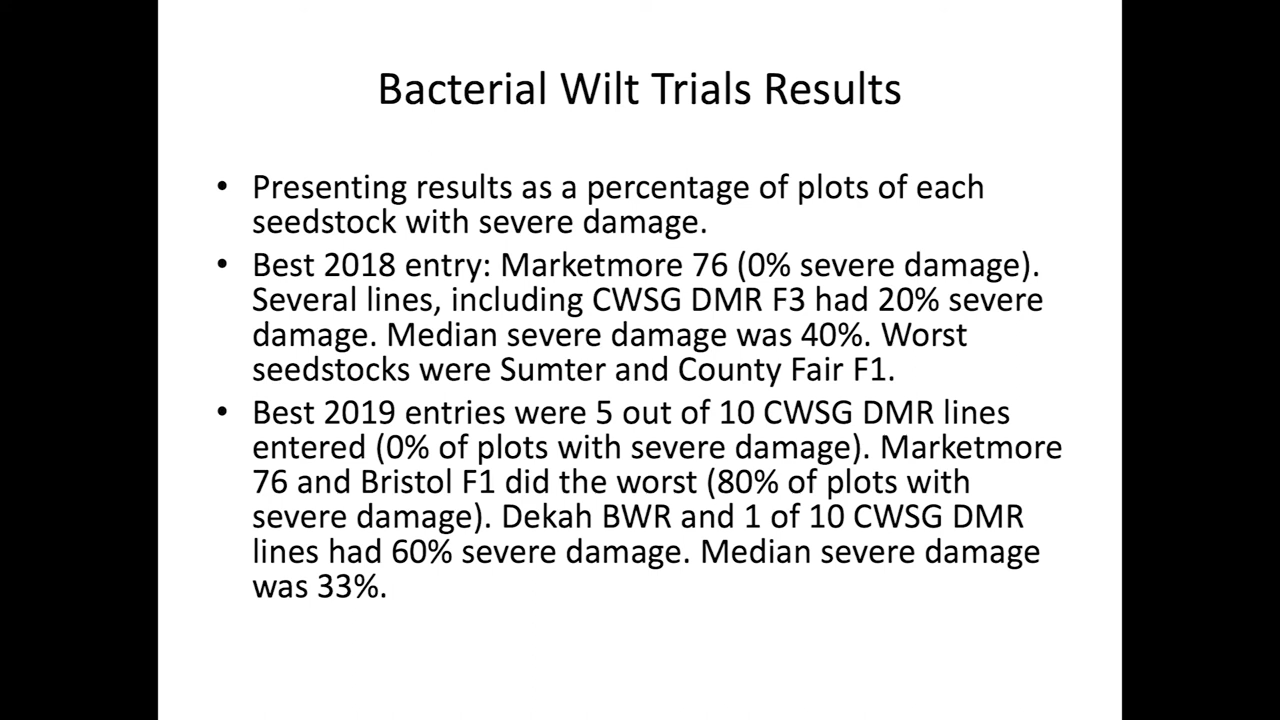 Bacterial Wilt Trials Results
• Presenting results as a percentage of plots of each
seedstock with severe damage.
• Best 2018 entry: Marketmore 76 (0% severe damage).
Several lines, including CWSG DMR F3 had 20% severe
damage. Median severe damage was 40%. Worst
seedstocks were Sumter and County Fair F1.
• Best 2019 entries were 5 out of 10 CWSG DMR lines
entered (0% of plots with severe damage). Marketmore
76 and Bristol F1 did the worst (80% of plots with
severe damage). Dekah BWR and 1 of 10 CWSG DMR
lines had 60% severe damage. Median severe damage
was 33%.